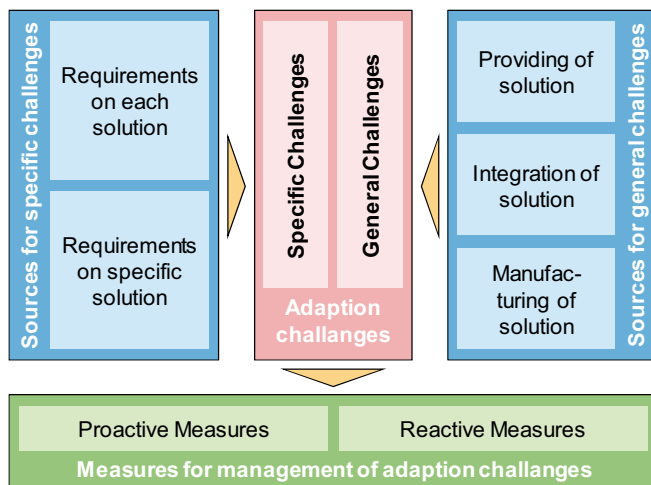 Sources for specific challenges
Requirements
on each
solution
Requirements
on specific
solution
Specific Challenges
General Challenges
Adaption
challanges
Providing of
solution
Integration of
solution
Manufac-
turing of
solution
Sources for general challenges
Proactive Measures
Reactive Measures
Measures for management of adaption challanges